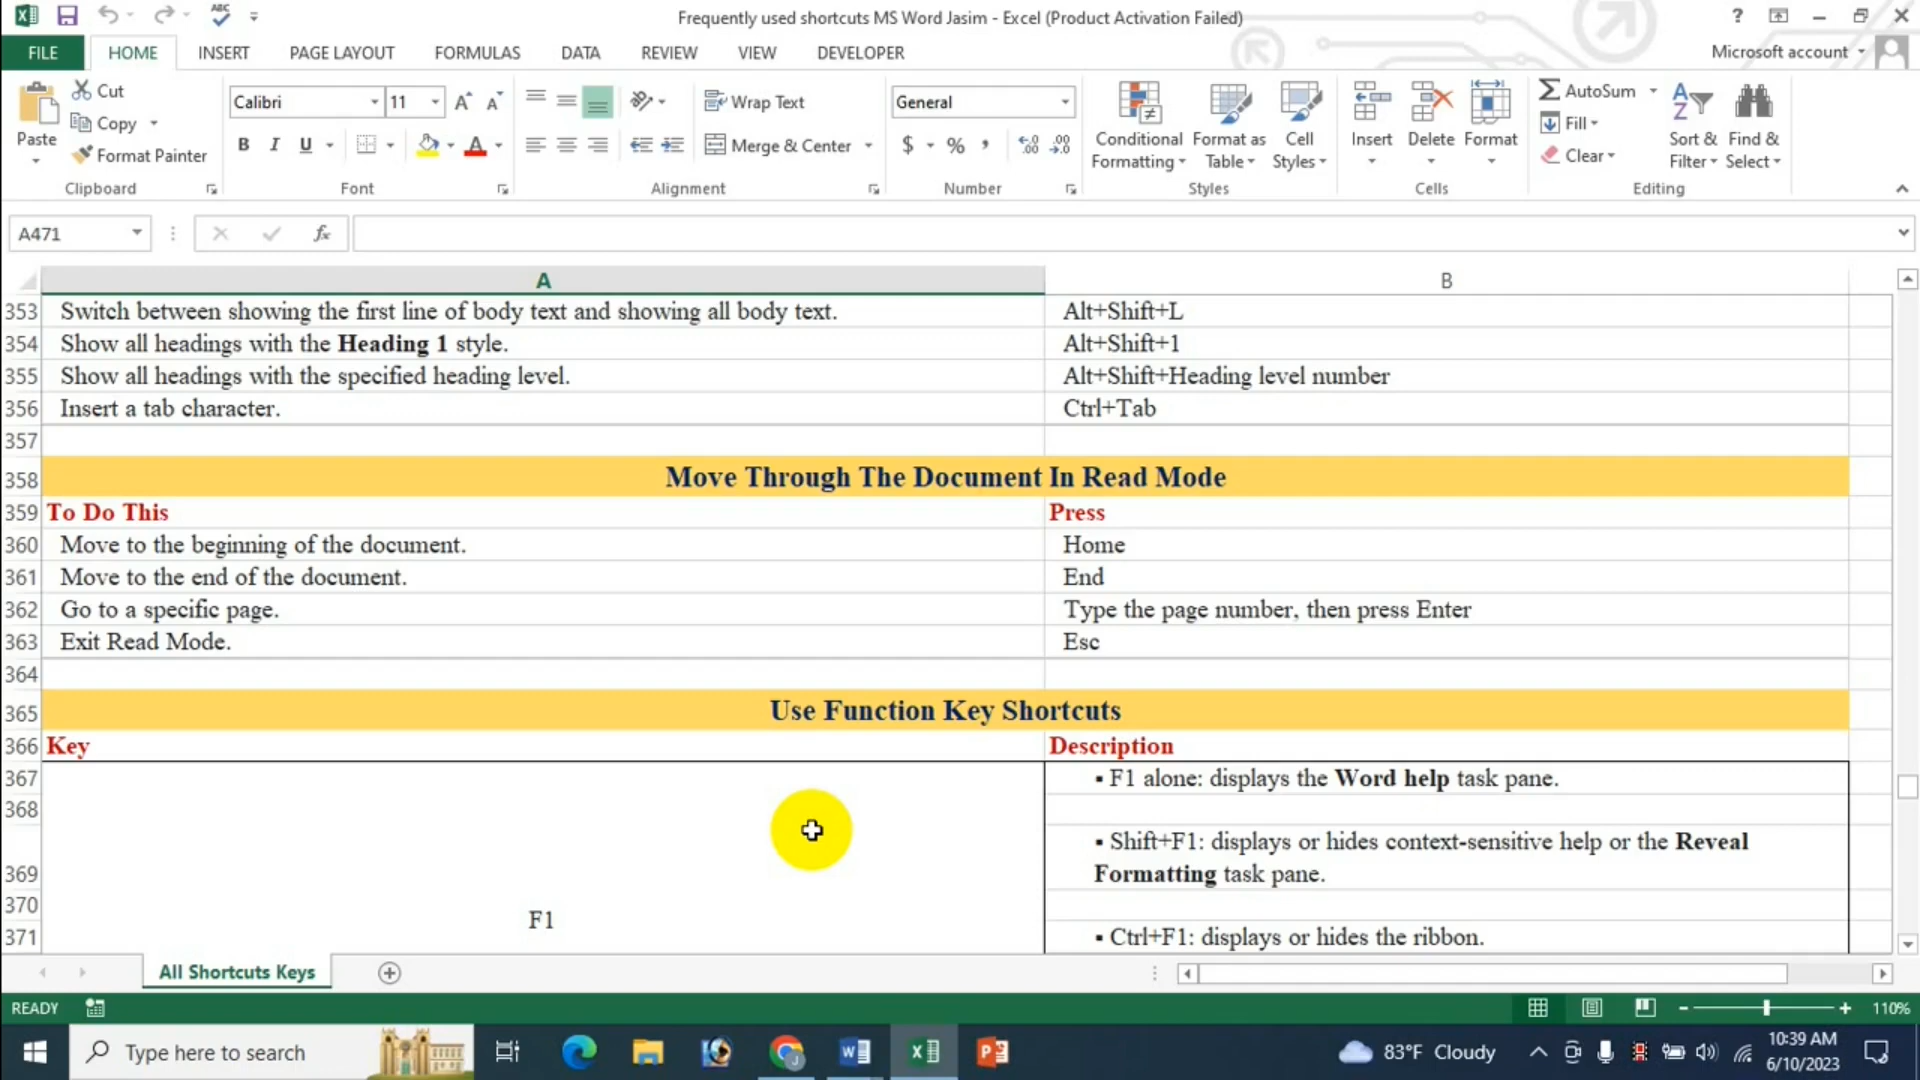 Frequently used shortcuts MS Word Jasim - Excel (Product Activation Failed)
ABC
?
FILE HOME INSERT PAGE LAYOUT FORMULAS DATA REVIEW VIEW DEVELOPER Microsoft account
Paste
Cut
Copy
Format Painter
Clipboard
Calibri 11
B I U
Font
Wrap Text
Merge & Center
Alignment
General
$ % ,
Number
Conditional Formatting
Format as Table
Cell Styles
Styles
Insert
Delete
Format
Cells
AutoSum
Fill
Clear
Sort & Filter
Find & Select
Editing
A471
fx
A B
353 Switch between showing the first line of body text and showing all body text. Alt+Shift+L
354 Show all headings with the Heading 1 style. Alt+Shift+1
355 Show all headings with the specified heading level. Alt+Shift+Heading level number
356 Insert a tab character. Ctrl+Tab
357
358 Move Through The Document In Read Mode
359 To Do This Press
360 Move to the beginning of the document. Home
361 Move to the end of the document. End
362 Go to a specific page. Type the page number, then press Enter
363 Exit Read Mode. Esc
364
365 Use Function Key Shortcuts
366 Key Description
367 ▪ F1 alone: displays the Word help task pane.
368
▪ Shift+F1: displays or hides context-sensitive help or the Reveal
369 Formatting task pane.
370
F1
371 ▪ Ctrl+F1: displays or hides the ribbon.
All Shortcuts Keys
READY 110%
Type here to search
83°F Cloudy
10:39 AM
6/10/2023